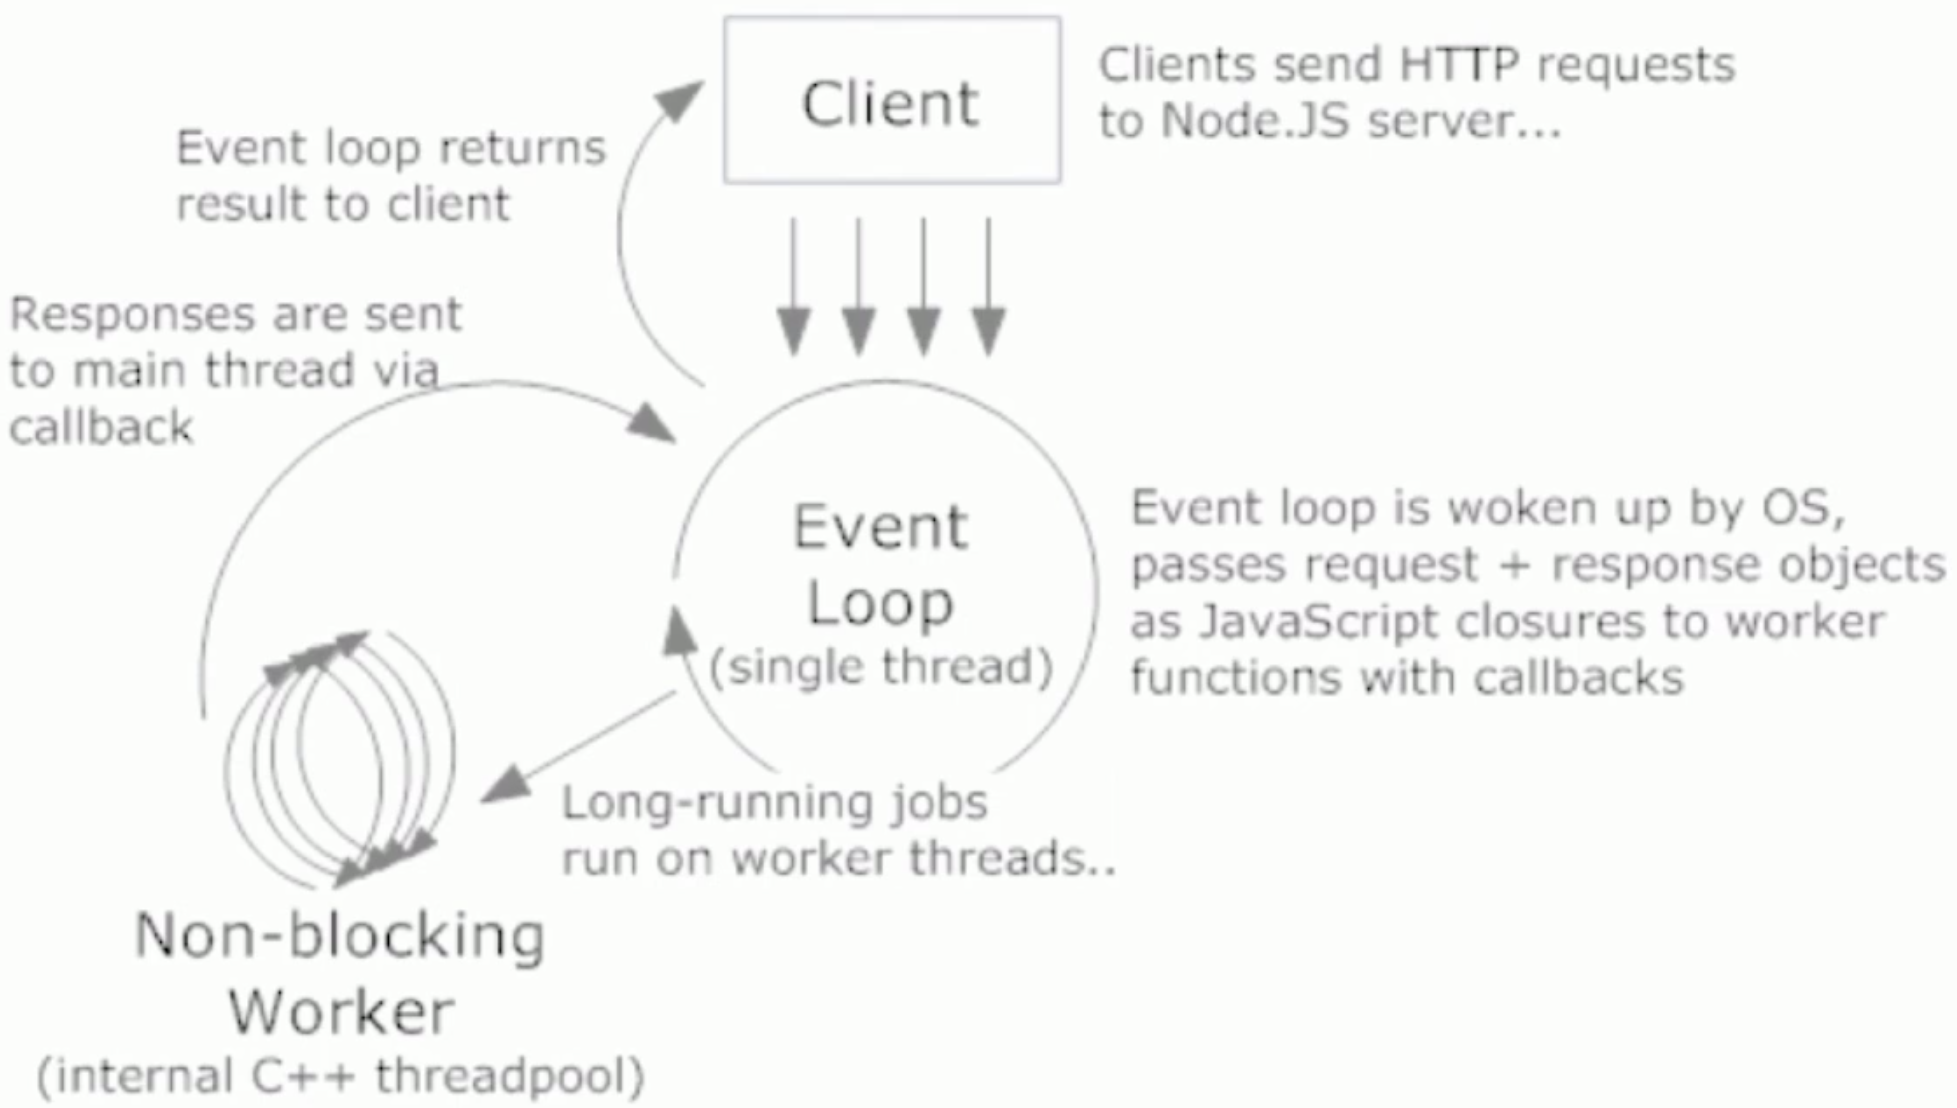 Client
Clients send HTTP requests
to Node.JS server...
Event loop returns
result to client
Responses are sent
to main thread via
callback
Event
Loop
(single thread)
Event loop is woken up by OS,
passes request + response objects
as JavaScript closures to worker
functions with callbacks
Long-running jobs
run on worker threads..
Non-blocking
Worker
(internal C++ threadpool)